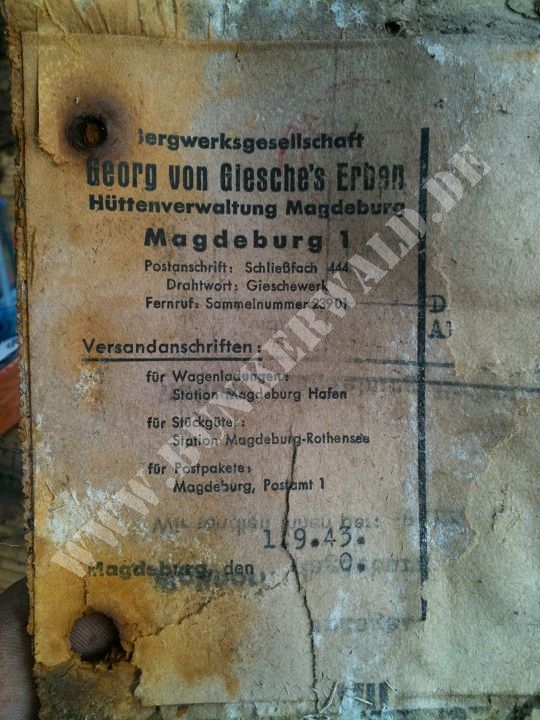 Bergwerksgesellschaft
Georg von Giesche's Erben
Hüttenverwaltung Magdeburg
Magdeburg 1
Postanschrift: Schließfach 444
Drahtwort: Gieschewerk
Fernruf: Sammelnummer 23901
Versandanschriften:
für Wagenladungen:
Station Magdeburg Hafen
für Stückgüter:
Station Magdeburg-Rothensee
für Postpakete:
Magdeburg, Postamt 1
1.9.43.
Magdeburg, den
WWW.BUNKERWALD.DE